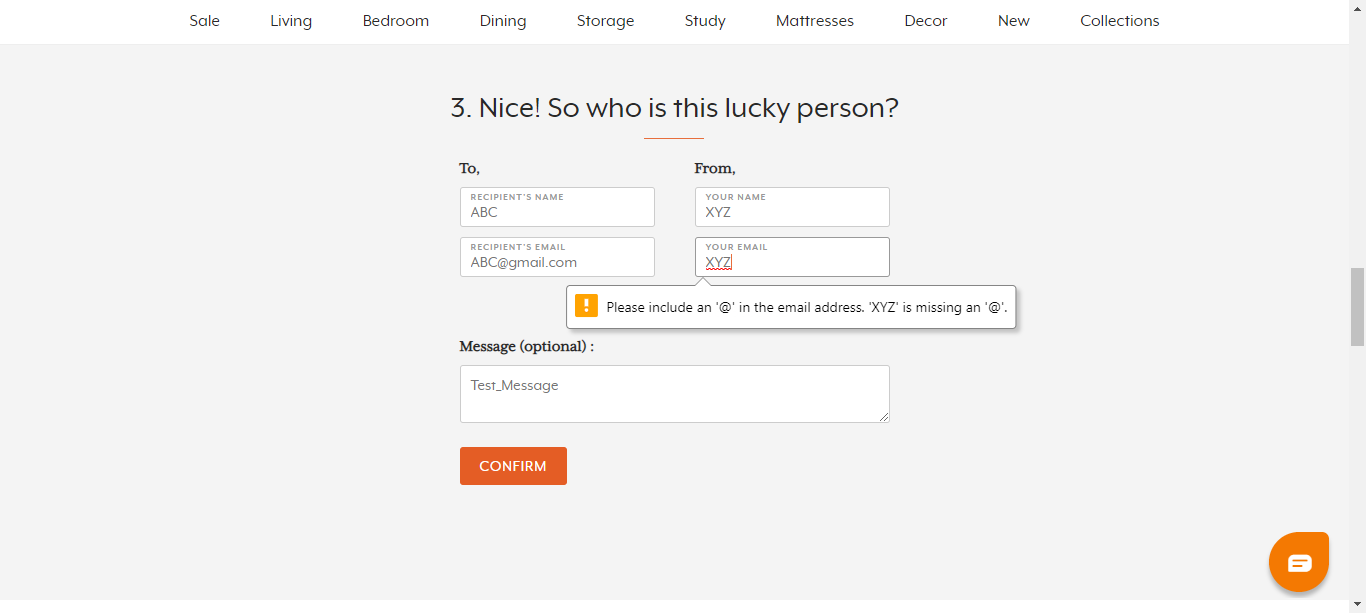 Sale Living Bedroom Dining Storage Study Mattresses Decor New Collections
3. Nice! So who is this lucky person?
To, From,
RECIPIENT'S NAME YOUR NAME
ABC XYZ
RECIPIENT'S EMAIL YOUR EMAIL
ABC@gmail.com XYZ
Please include an '@' in the email address. 'XYZ' is missing an '@'.
Message (optional) :
Test_Message
CONFIRM